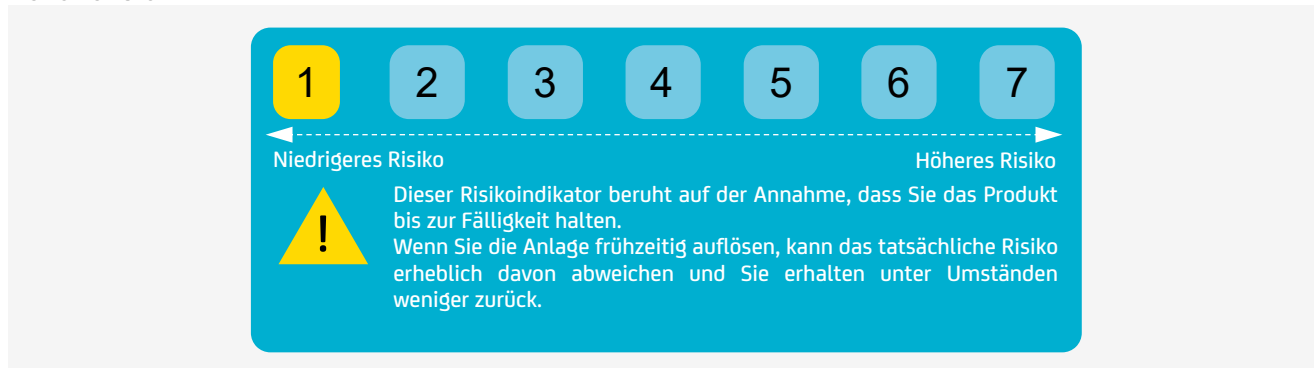 1 2 3 4 5 6 7
Niedrigeres Risiko Höheres Risiko
Dieser Risikoindikator beruht auf der Annahme, dass Sie das Produkt
bis zur Fälligkeit halten.
!
Wenn Sie die Anlage frühzeitig auflösen, kann das tatsächliche Risiko
erheblich davon abweichen und Sie erhalten unter Umständen
weniger zurück.